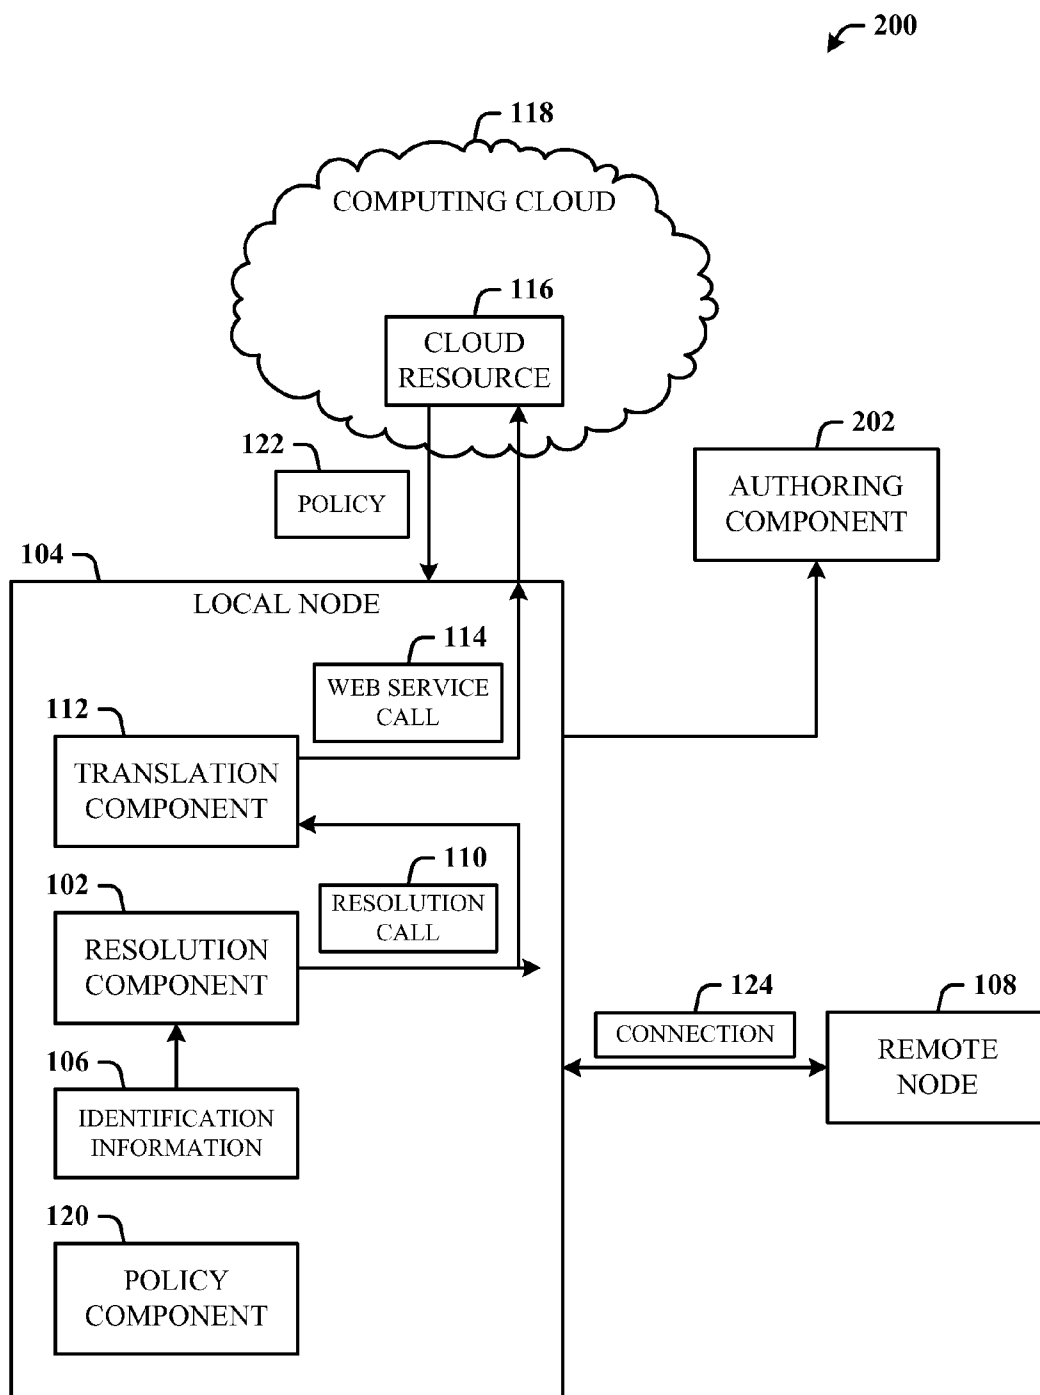 200
118
COMPUTING CLOUD
116
CLOUD
RESOURCE
122
POLICY
202
AUTHORING
COMPONENT
104
LOCAL NODE
114
WEB SERVICE
CALL
112
TRANSLATION
COMPONENT
110
RESOLUTION
CALL
102
RESOLUTION
COMPONENT
124
CONNECTION
108
REMOTE
NODE
106
IDENTIFICATION
INFORMATION
120
POLICY
COMPONENT